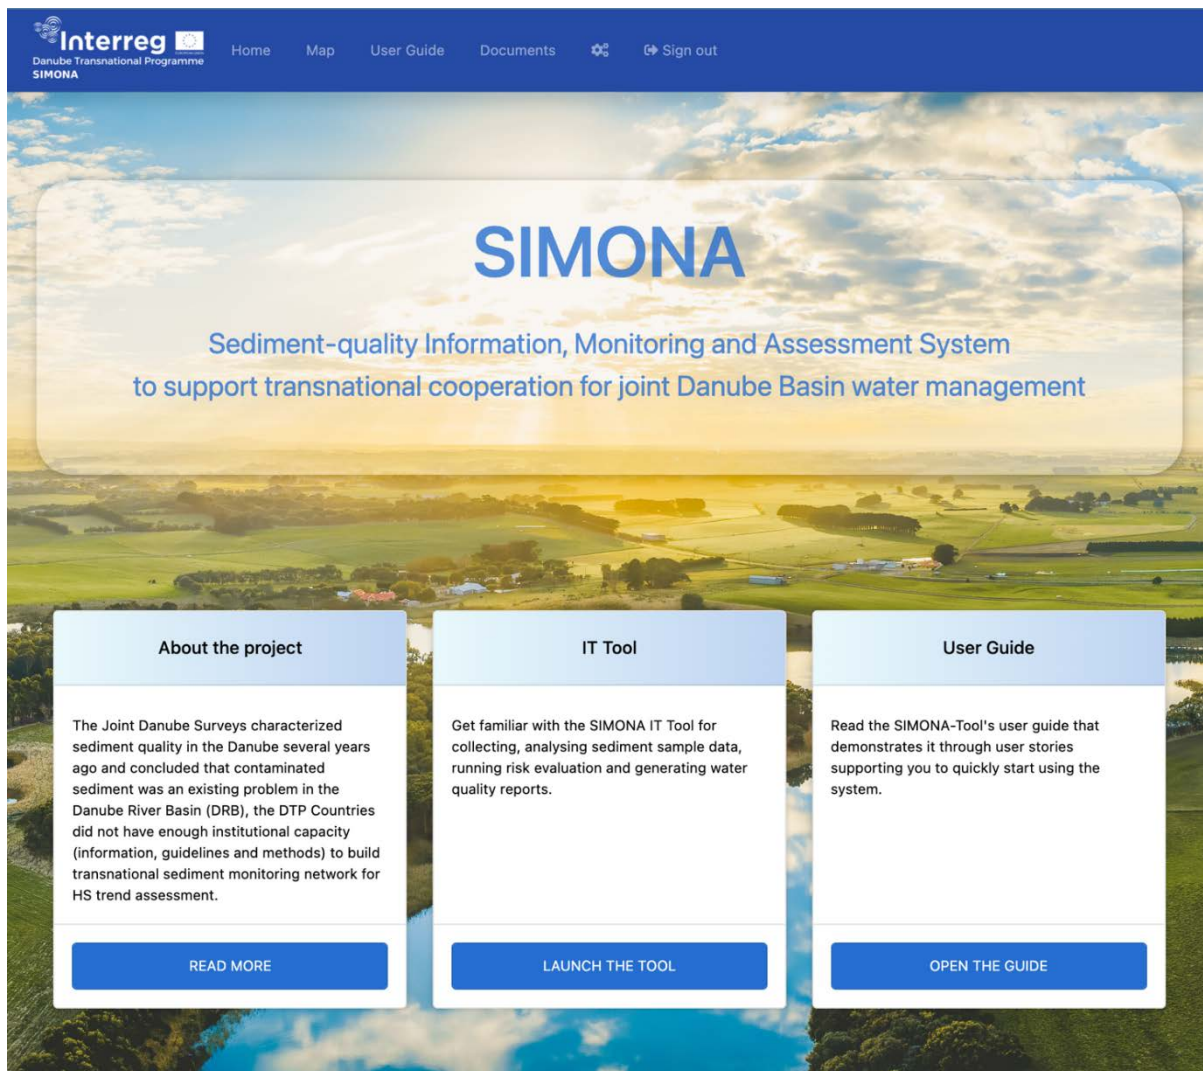 Interreg
Danube Transnational Programme
SIMONA
Home Map User Guide Documents Sign out
SIMONA
Sediment-quality Information, Monitoring and Assessment System
to support transnational cooperation for joint Danube Basin water management
About the project
The Joint Danube Surveys characterized
sediment quality in the Danube several years
ago and concluded that contaminated
sediment was an existing problem in the
Danube River Basin (DRB), the DTP Countries
did not have enough institutional capacity
(information, guidelines and methods) to build
transnational sediment monitoring network for
HS trend assessment.
READ MORE
IT Tool
Get familiar with the SIMONA IT Tool for
collecting, analysing sediment sample data,
running risk evaluation and generating water
quality reports.
LAUNCH THE TOOL
User Guide
Read the SIMONA-Tool's user guide that
demonstrates it through user stories
supporting you to quickly start using the
system.
OPEN THE GUIDE